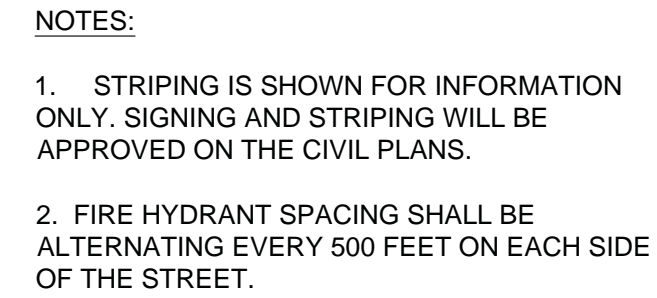 NOTES:
1. STRIPING IS SHOWN FOR INFORMATION
ONLY. SIGNING AND STRIPING WILL BE
APPROVED ON THE CIVIL PLANS.
2. FIRE HYDRANT SPACING SHALL BE
ALTERNATING EVERY 500 FEET ON EACH SIDE
OF THE STREET.